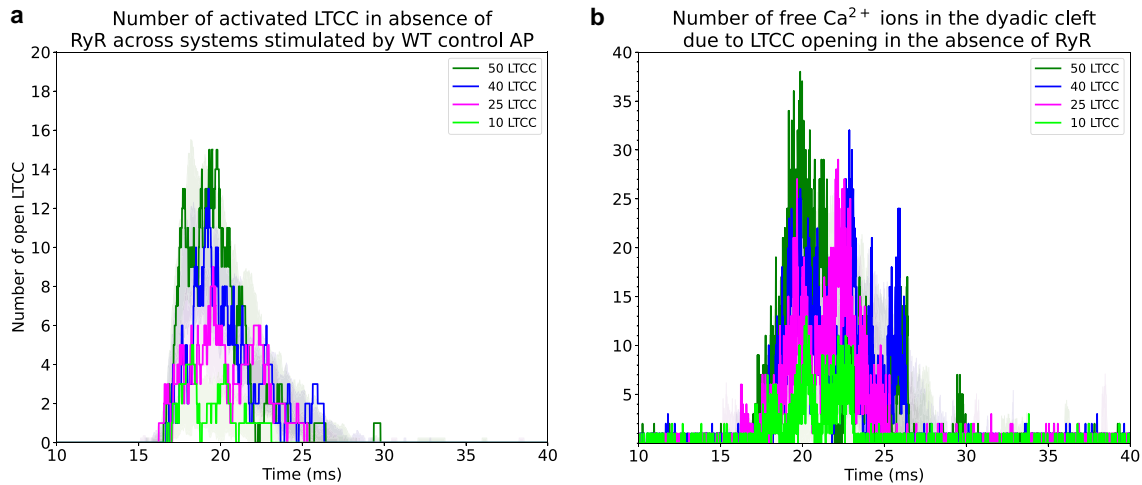 a
Number of activated LTCC in absence of
RyR across systems stimulated by WT control AP
20
18
16
14
12
10
8
6
4
2
0
Number of open LTCC
50 LTCC
40 LTCC
25 LTCC
10 LTCC
10
15
20
25
30
35
40
Time (ms)
b
Number of free Ca²⁺ ions in the dyadic cleft
due to LTCC opening in the absence of RyR
40
35
30
25
20
15
10
5
50 LTCC
40 LTCC
25 LTCC
10 LTCC
10
15
20
25
30
35
40
Time (ms)